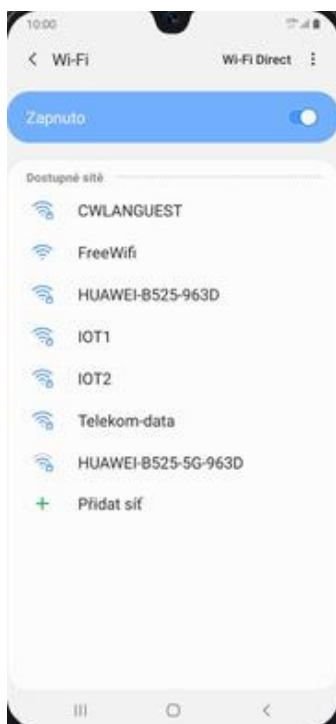 10:00
Wi-Fi
Wi-Fi Direct
Zapnuto
Dostupné sítě
CWLANGUEST
FreeWifi
HUAWEI-B525-963D
IOT1
IOT2
Telekom-data
HUAWEI-B525-5G-963D
Přidat síť